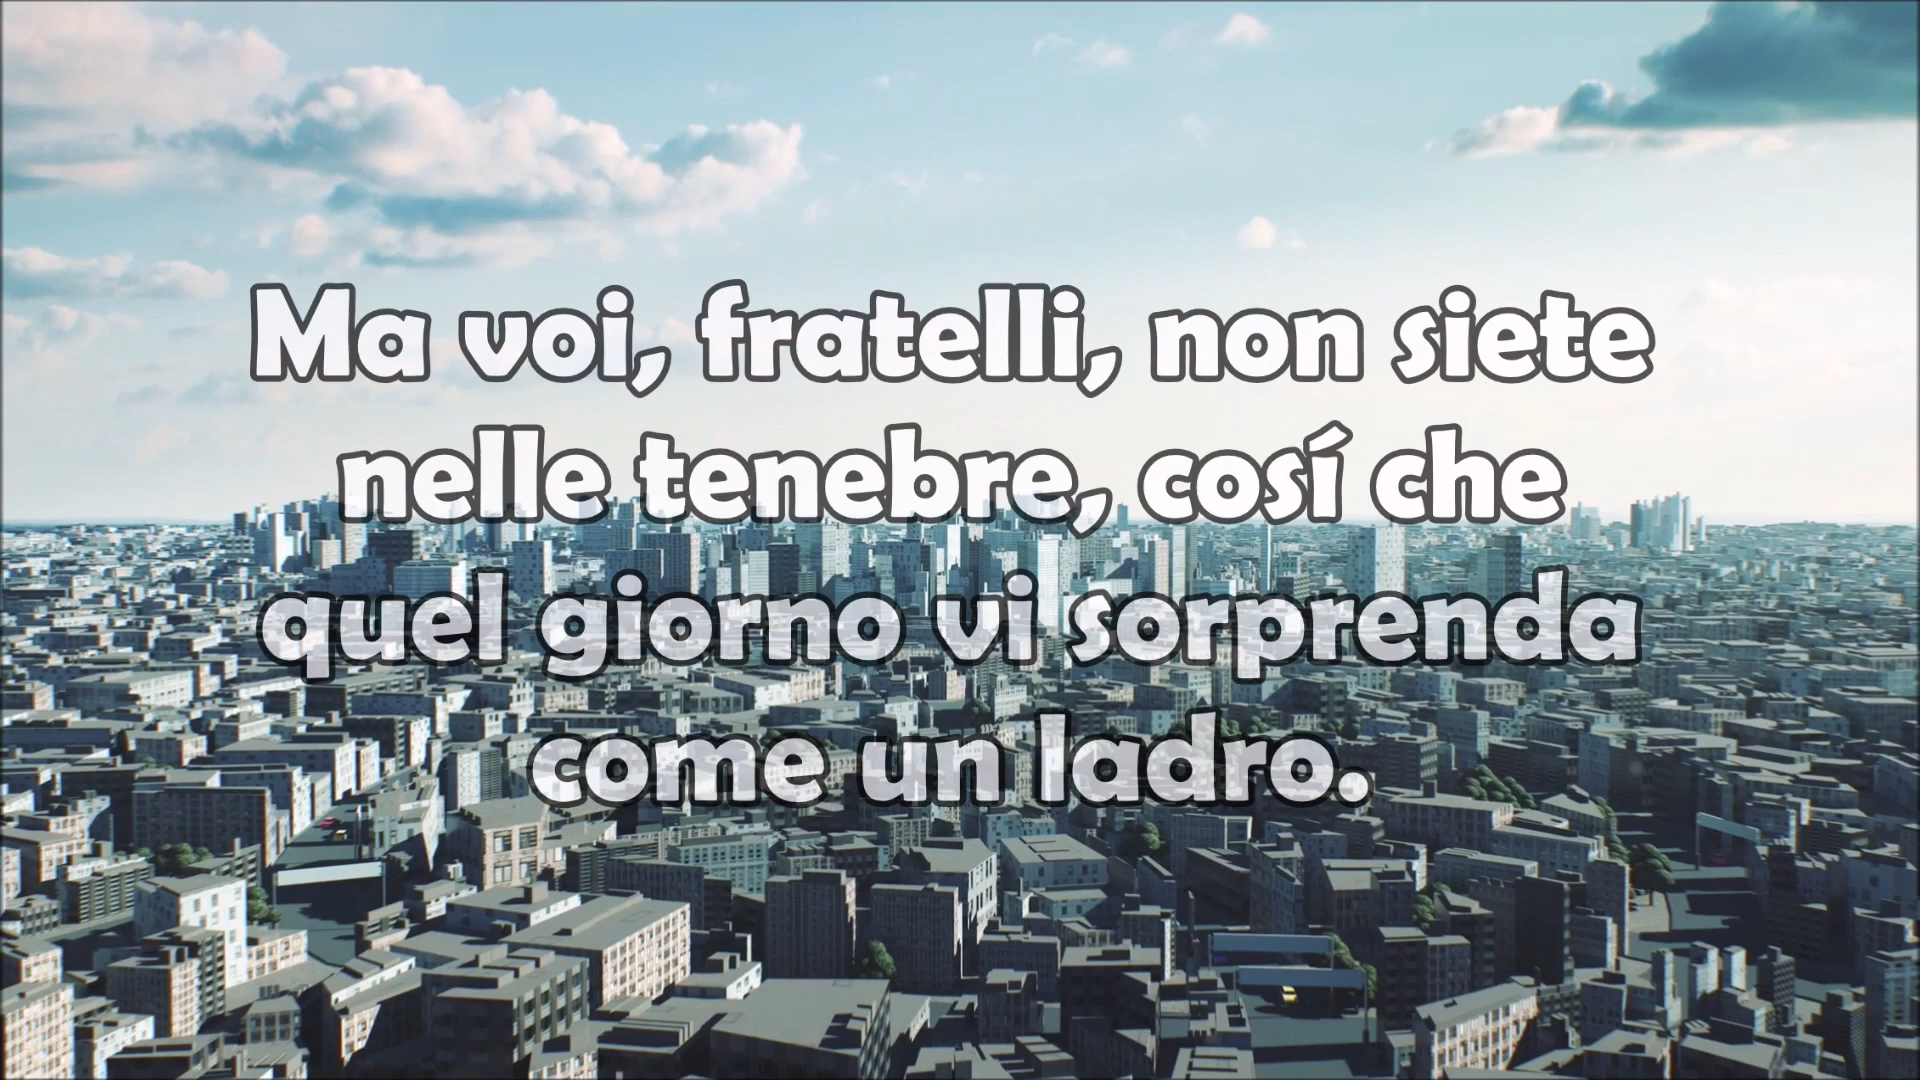 Ma voi, fratelli, non siete
nelle tenebre, cosí che
quel giorno vi sorprenda
come un ladro.